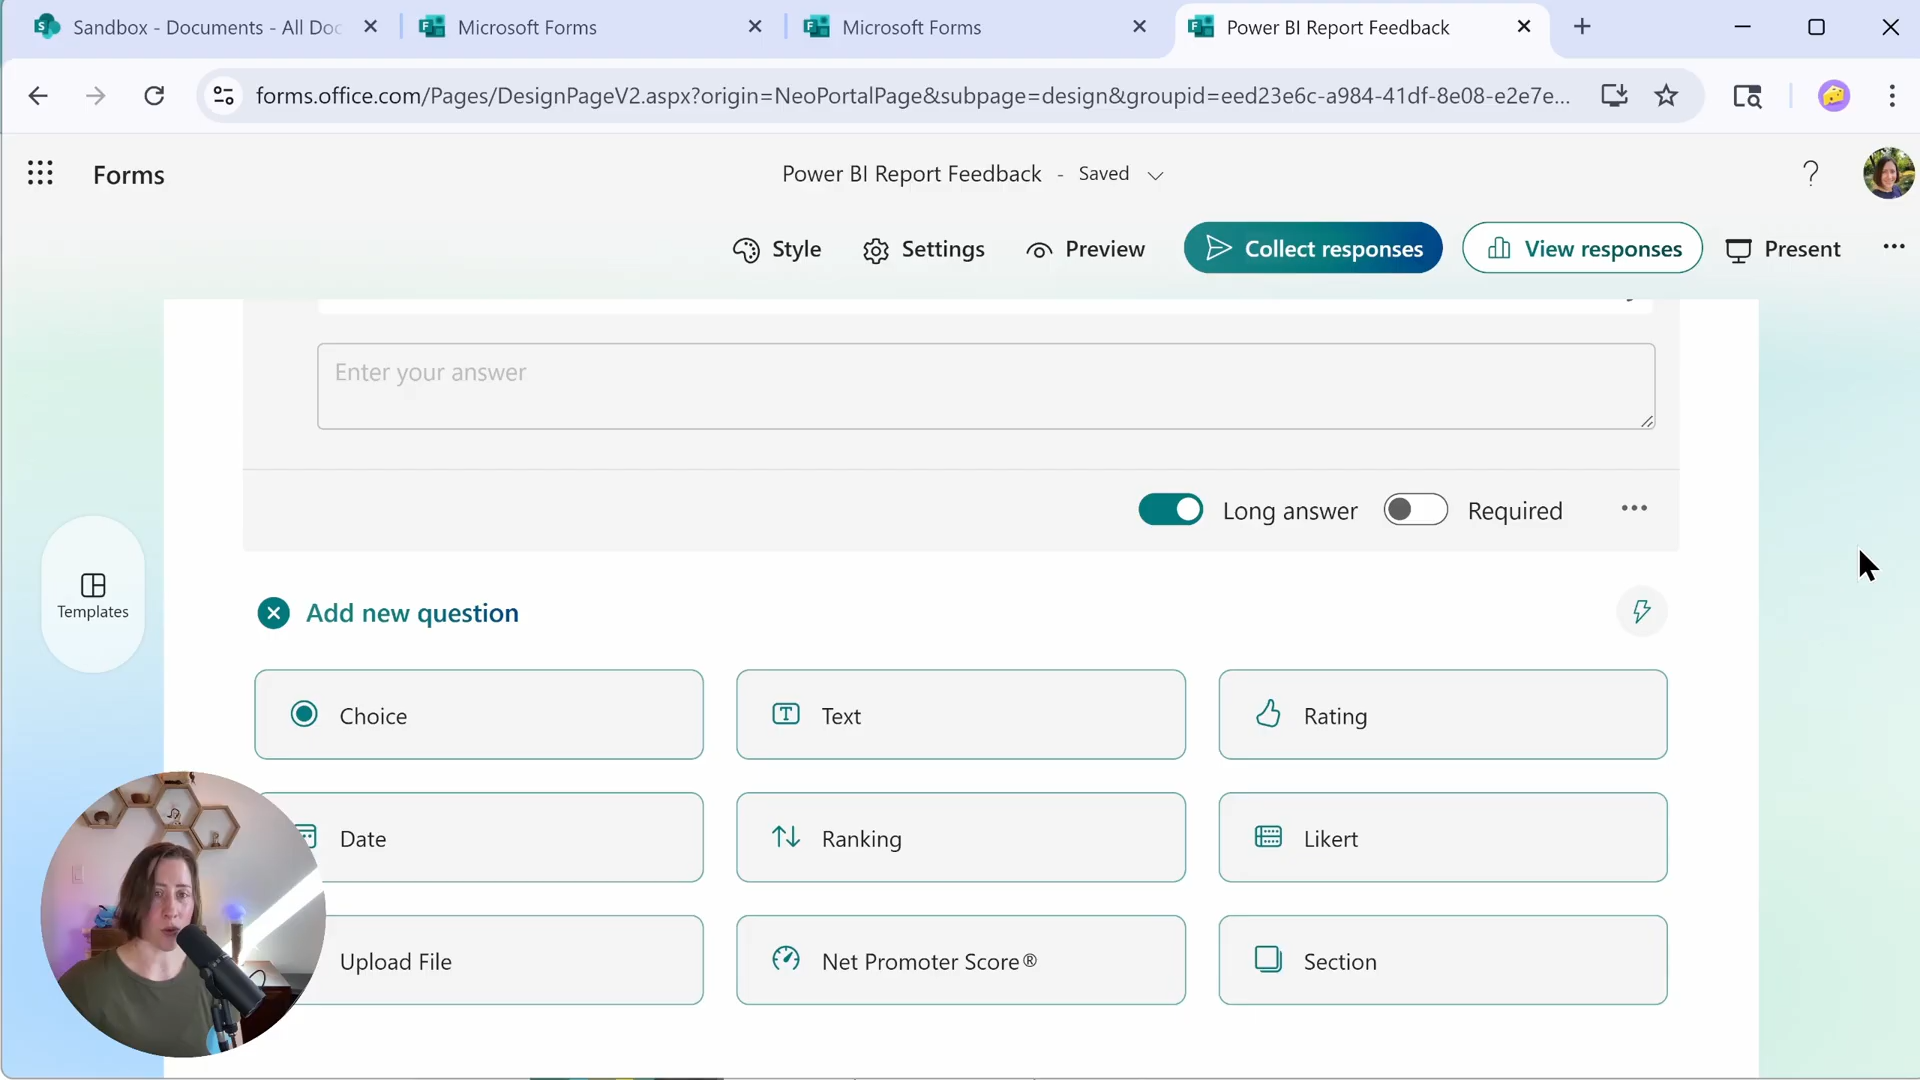 Sandbox - Documents - All Doc
Microsoft Forms
Microsoft Forms
Power BI Report Feedback
forms.office.com/Pages/DesignPageV2.aspx?origin=NeoPortalPage&subpage=design&groupid=eed23e6c-a984-41df-8e08-e2e7e...
Forms
Power BI Report Feedback - Saved
Style
Settings
Preview
Collect responses
View responses
Present
Enter your answer
Long answer
Required
Templates
Add new question
Choice
Text
Rating
Date
Ranking
Likert
Upload File
Net Promoter Score®
Section